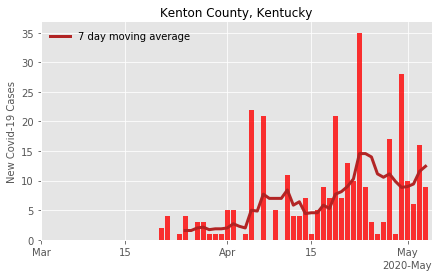 Kenton County, Kentucky
7 day moving average
New Covid-19 Cases
35
30
25
20
15
10
5
0
Mar
15
Apr
15
May
2020-May